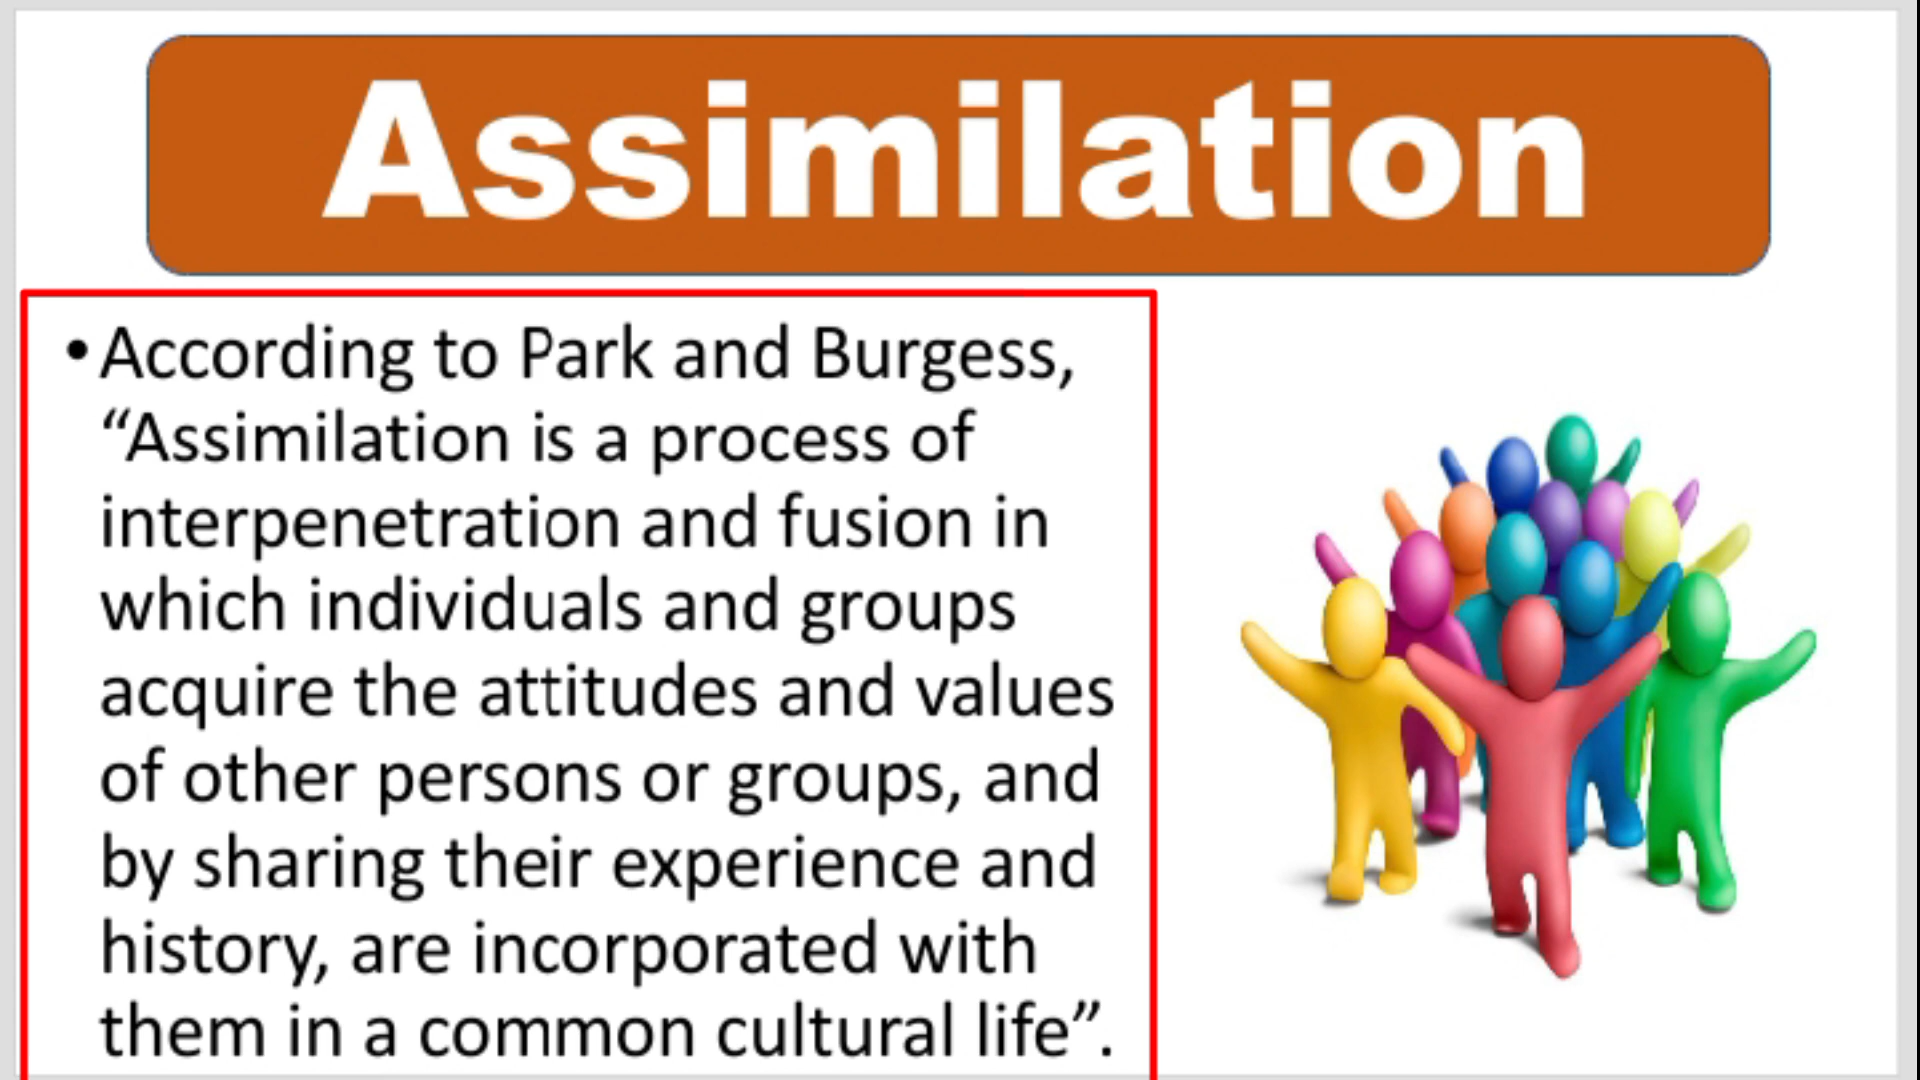 Assimilation
•According to Park and Burgess,
“Assimilation is a process of
interpenetration and fusion in
which individuals and groups
acquire the attitudes and values
of other persons or groups, and
by sharing their experience and
history, are incorporated with
them in a common cultural life”.